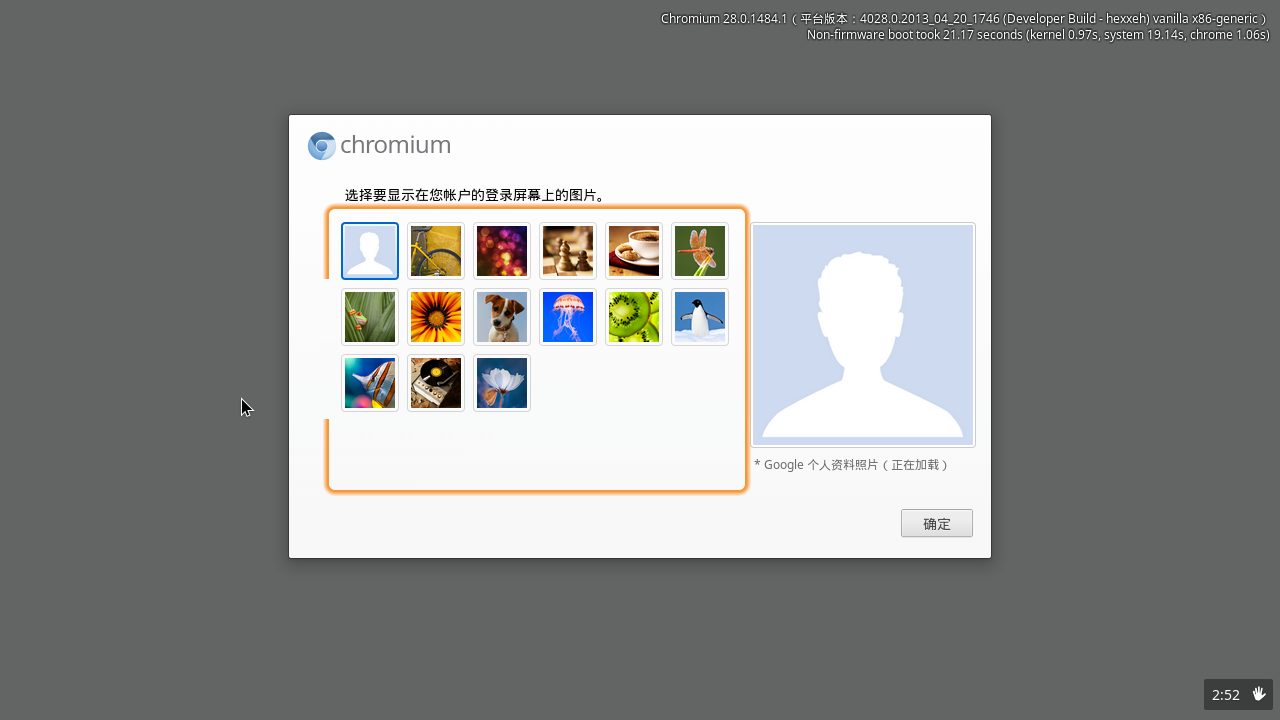 Chromium 28.0.1484.1（平台版本：4028.0.2013_04_20_1746 (Developer Build - hexxeh) vanilla x86-generic）
Non-firmware boot took 21.17 seconds (kernel 0.97s, system 19.14s, chrome 1.06s)
chromium
选择要显示在您帐户的登录屏幕上的图片。
* Google 个人资料照片（正在加载）
确定
2:52